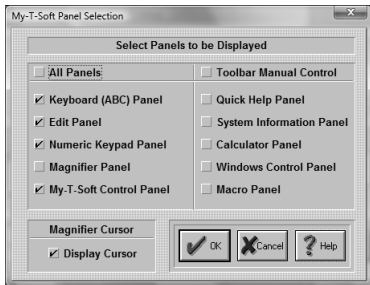 My-T-Soft Panel Selection
Select Panels to be Displayed
All Panels
Toolbar Manual Control
Keyboard (ABC) Panel
Quick Help Panel
Edit Panel
System Information Panel
Numeric Keypad Panel
Calculator Panel
Magnifier Panel
Windows Control Panel
My-T-Soft Control Panel
Macro Panel
Magnifier Cursor
Display Cursor
OK
Cancel
Help